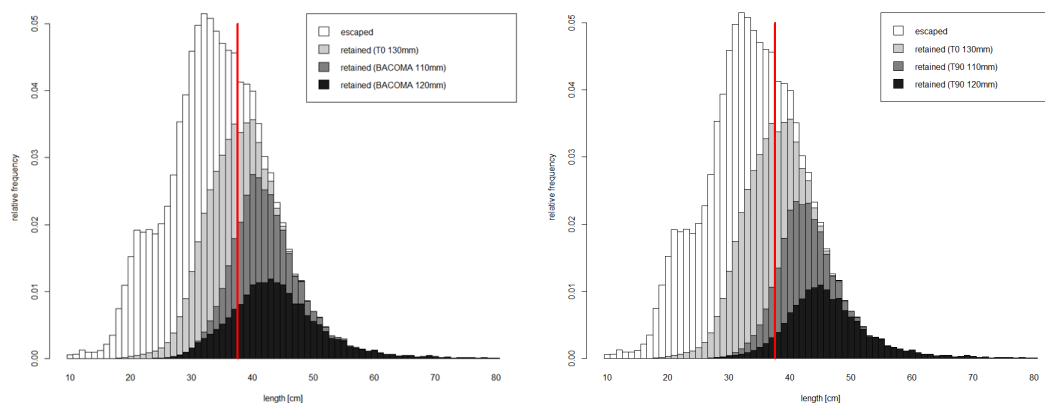 0.05
0.04
0.03
0.02
0.01
0.00
relative frequency
escaped
retained (T0 130mm)
retained (BACOMA 110mm)
retained (BACOMA 120mm)
10 20 30 40 50 60 70 80
length [cm]
0.05
0.04
0.03
0.02
0.01
0.00
relative frequency
escaped
retained (T0 130mm)
retained (T90 110mm)
retained (T90 120mm)
10 20 30 40 50 60 70 80
length [cm]